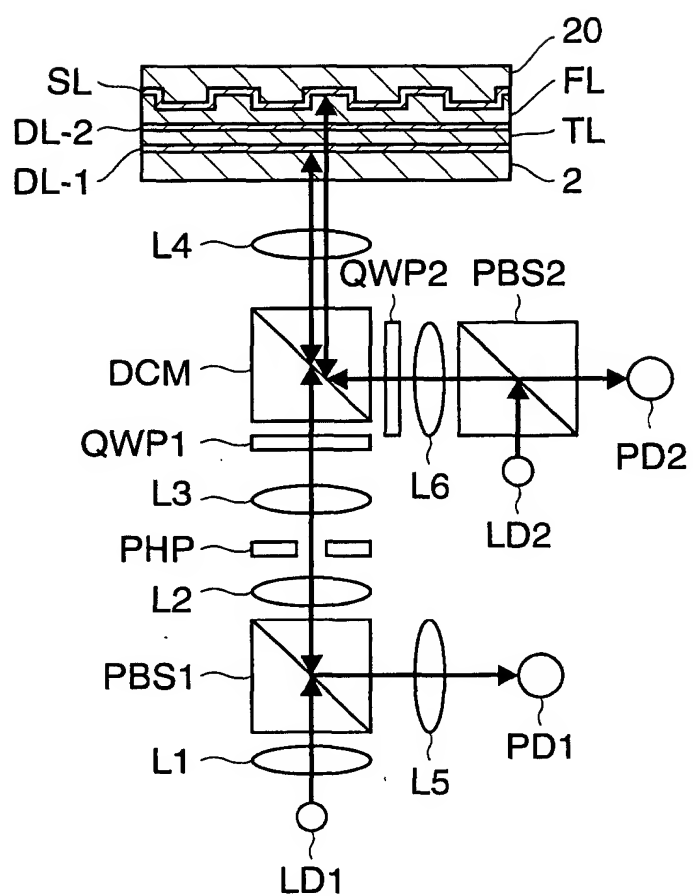 20
SL
FL
DL-2
TL
DL-1
2
L4
QWP2
PBS2
DCM
QWP1
L6
PD2
L3
LD2
PHP
L2
PBS1
PD1
L1
L5
LD1